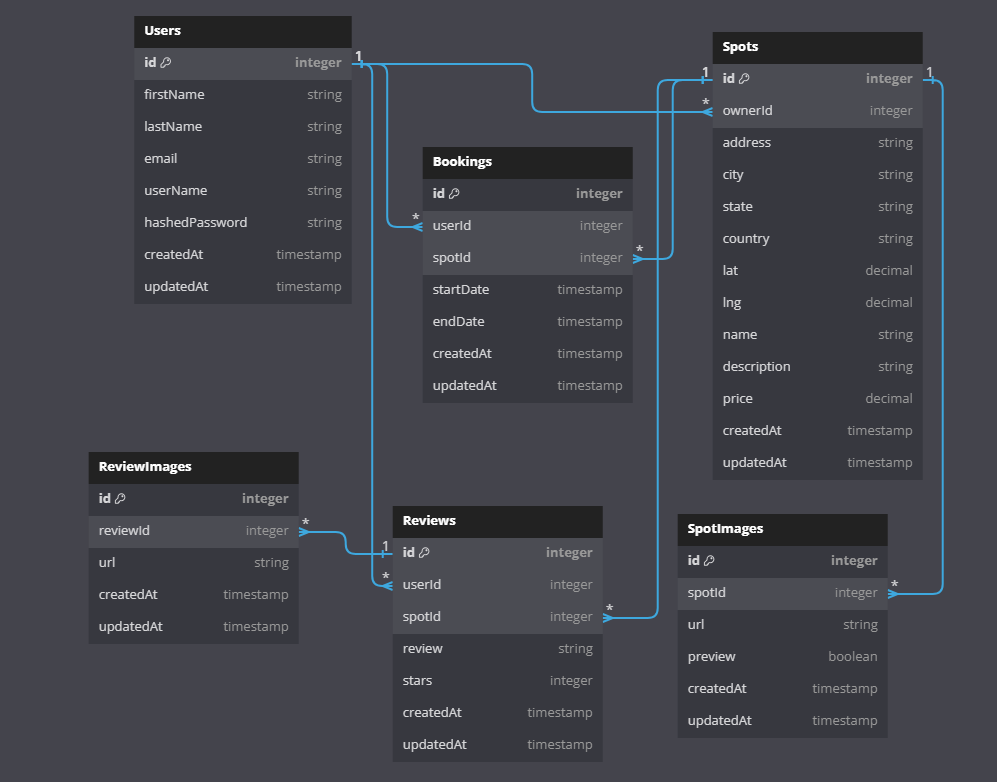 Users
id integer
firstName string
lastName string
email string
userName string
hashedPassword string
createdAt timestamp
updatedAt timestamp
1
*
Spots
1 id integer 1
* ownerId integer
address string
city string
state string
country string
lat decimal
lng decimal
name string
description string
price decimal
createdAt timestamp
updatedAt timestamp
Bookings
id integer
userId integer
spotId integer *
startDate timestamp
endDate timestamp
createdAt timestamp
updatedAt timestamp
ReviewImages
id integer
reviewId integer *
url string
createdAt timestamp
updatedAt timestamp
Reviews
1 id integer
* userId integer
spotId integer *
review string
stars integer
createdAt timestamp
updatedAt timestamp
SpotImages
id integer
spotId integer *
url string
preview boolean
createdAt timestamp
updatedAt timestamp